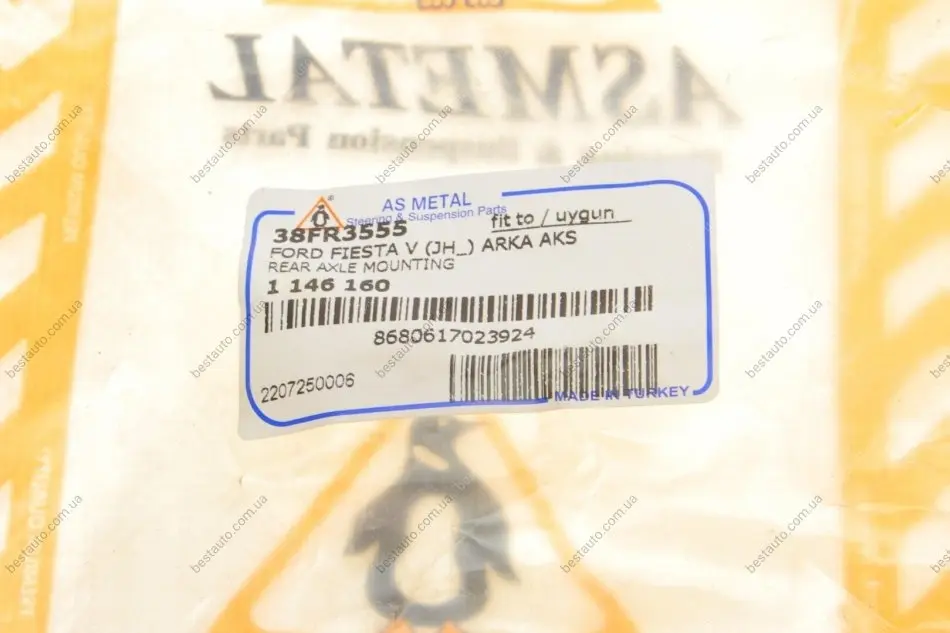 ASMETAL
AS METAL
Steering & Suspension Parts
fit to / uygun
38FR3555
FORD FIESTA V (JH_) ARKA AKS
REAR AXLE MOUNTING
1 146 160
8680617023924
2207250006
MADE IN TURKEY
bestauto.com.ua